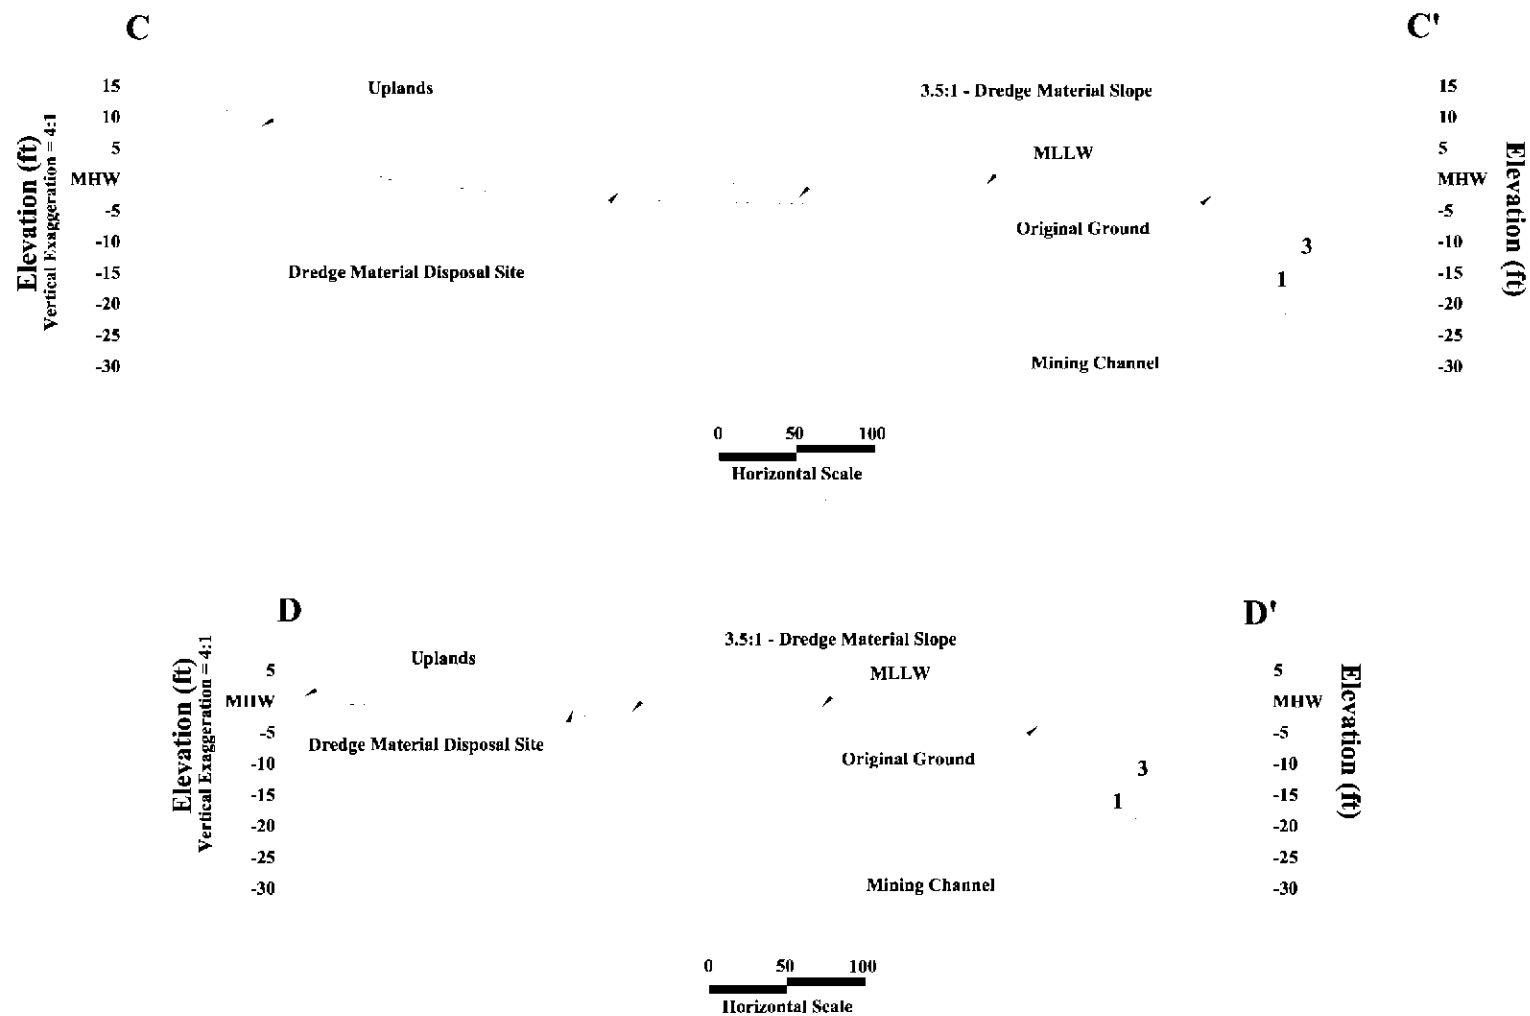 C
C'
Uplands
3.5:1 - Dredge Material Slope
15
15
10
10
5
MLLW
5
MHW
MHW
-5
-5
Original Ground
-10
3
-10
Dredge Material Disposal Site
-15
1
-15
-20
-20
-25
-25
-30
Mining Channel
-30
Elevation (ft)
Vertical Exaggeration = 4:1
Elevation (ft)
0 50 100
Horizontal Scale
D
D'
3.5:1 - Dredge Material Slope
Uplands
5
MLLW
5
MHW
MHW
-5
-5
Dredge Material Disposal Site
Original Ground
-10
3
-10
-15
1
-15
-20
-20
-25
-25
-30
Mining Channel
-30
Elevation (ft)
Vertical Exaggeration = 4:1
Elevation (ft)
0 50 100
Horizontal Scale